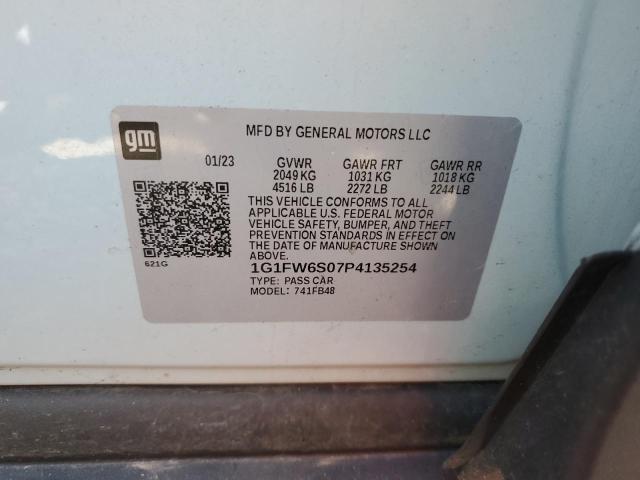 gm
MFD BY GENERAL MOTORS LLC
01/23 GVWR GAWR FRT GAWR RR
2049 KG 1031 KG 1018 KG
4516 LB 2272 LB 2244 LB
THIS VEHICLE CONFORMS TO ALL
APPLICABLE U.S. FEDERAL MOTOR
VEHICLE SAFETY, BUMPER, AND THEFT
PREVENTION STANDARDS IN EFFECT ON
THE DATE OF MANUFACTURE SHOWN
ABOVE.
621G
1G1FW6S07P4135254
TYPE: PASS CAR
MODEL: 741FB48